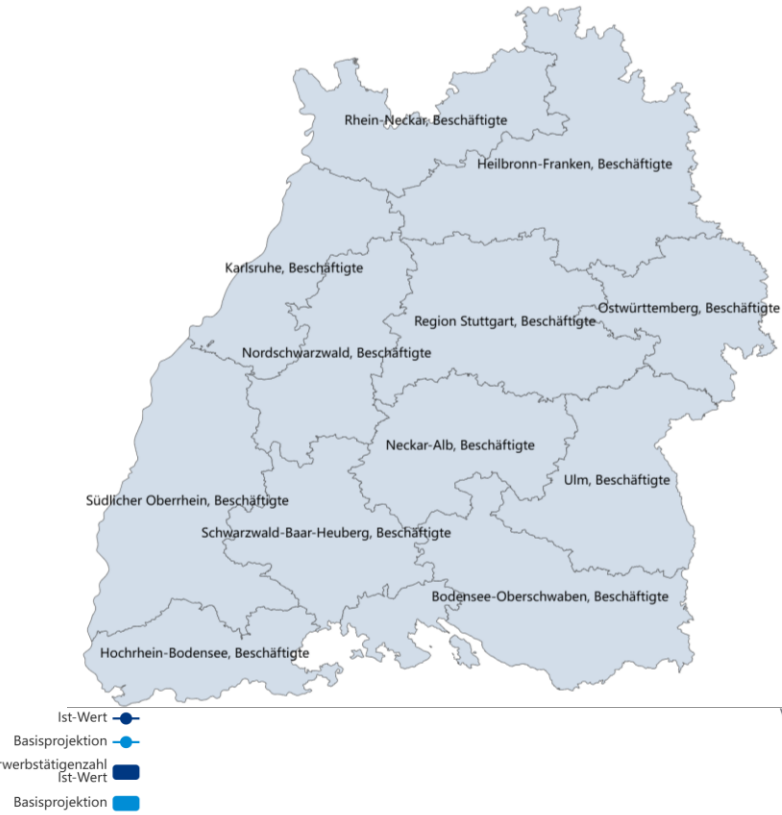 Rhein-Neckar, Beschäftigte
Heilbronn-Franken, Beschäftigte
Karlsruhe, Beschäftigte
Ostwürttemberg, Beschäftigte
Region Stuttgart, Beschäftigte
Nordschwarzwald, Beschäftigte
Neckar-Alb, Beschäftigte
Ulm, Beschäftigte
Südlicher Oberrhein, Beschäftigte
Schwarzwald-Baar-Heuberg, Beschäftigte
Bodensee-Oberschwaben, Beschäftigte
Hochrhein-Bodensee, Beschäftigte
Ist-Wert
Basisprojektion
rwerbstätigenzahl
Ist-Wert
Basisprojektion